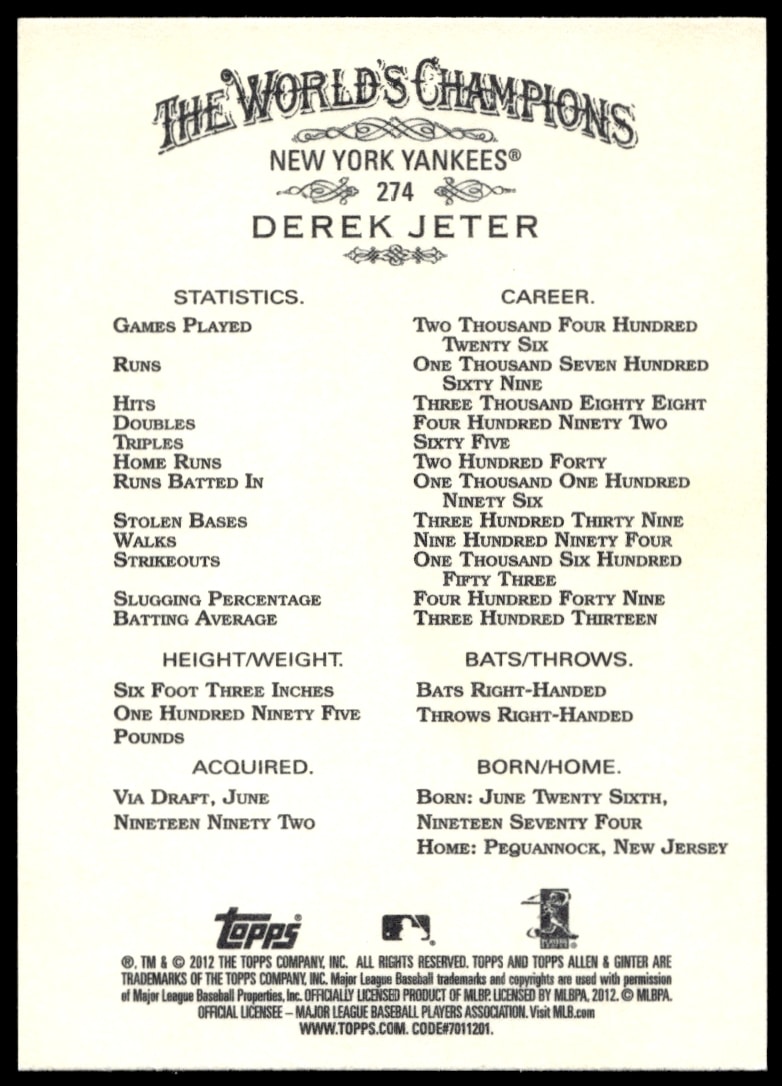 THE WORLD'S CHAMPIONS
NEW YORK YANKEES®
274
DEREK JETER
STATISTICS. CAREER.
GAMES PLAYED TWO THOUSAND FOUR HUNDRED
TWENTY SIX
RUNS ONE THOUSAND SEVEN HUNDRED
SIXTY NINE
HITS THREE THOUSAND EIGHTY EIGHT
DOUBLES FOUR HUNDRED NINETY TWO
TRIPLES SIXTY FIVE
HOME RUNS TWO HUNDRED FORTY
RUNS BATTED IN ONE THOUSAND ONE HUNDRED
NINETY SIX
STOLEN BASES THREE HUNDRED THIRTY NINE
WALKS NINE HUNDRED NINETY FOUR
STRIKEOUTS ONE THOUSAND SIX HUNDRED
FIFTY THREE
SLUGGING PERCENTAGE FOUR HUNDRED FORTY NINE
BATTING AVERAGE THREE HUNDRED THIRTEEN
HEIGHT/WEIGHT.
SIX FOOT THREE INCHES
ONE HUNDRED NINETY FIVE
POUNDS
BATS/THROWS.
BATS RIGHT-HANDED
THROWS RIGHT-HANDED
ACQUIRED.
VIA DRAFT, JUNE
NINETEEN NINETY TWO
BORN/HOME.
BORN: JUNE TWENTY SIXTH,
NINETEEN SEVENTY FOUR
HOME: PEQUANNOCK, NEW JERSEY
Topps®
®, TM & © 2012 THE TOPPS COMPANY, INC. ALL RIGHTS RESERVED. TOPPS AND TOPPS ALLEN & GINTER ARE
TRADEMARKS OF THE TOPPS COMPANY, INC. Major League Baseball trademarks and copyrights are used with permission
of Major League Baseball Properties, Inc. OFFICIALLY LICENSED PRODUCT OF MLBP. LICENSED BY MLBPA, 2012. © MLBPA.
OFFICIAL LICENSEE – MAJOR LEAGUE BASEBALL PLAYERS ASSOCIATION. Visit MLB.com
WWW.TOPPS.COM. CODE#7011201.